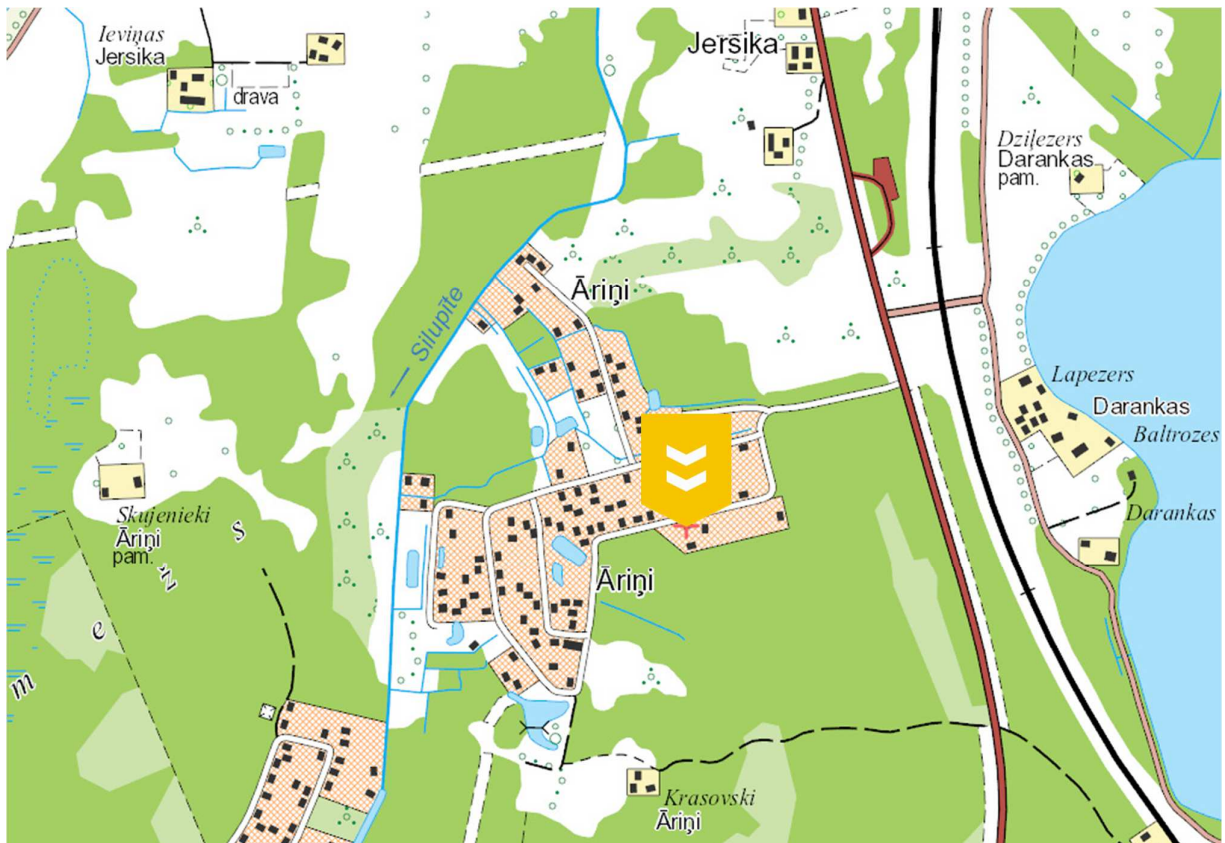 Ieviņas
Jersika
drava
Jersika
Dziļezers
Darankas
pam.
Āriņi
← Silupīte
Lapezers
Darankas
Baltrozes
Skujenieki
Āriņi
pam.
Darankas
Āriņi
m e ž s
Krasovski
Āriņi